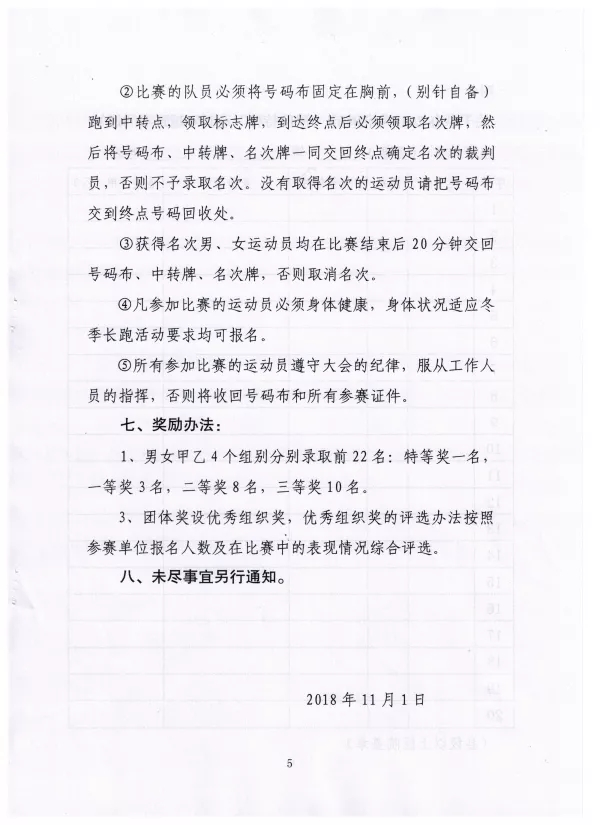 ②比赛的队员必须将号码布固定在胸前，（别针自备）
跑到中转点，领取标志牌，到达终点后必须领取名次牌，然
后将号码布、中转牌、名次牌一同交回终点确定名次的裁判
员，否则不予录取名次。没有取得名次的运动员请把号码布
交到终点号码回收处。
③获得名次男、女运动员均在比赛结束后 20 分钟交回
号码布、中转牌、名次牌，否则取消名次。
④凡参加比赛的运动员必须身体健康，身体状况适应冬
季长跑活动要求均可报名。
⑤所有参加比赛的运动员遵守大会的纪律，服从工作人
员的指挥，否则将收回号码布和所有参赛证件。
七、奖励办法：
1、男女甲乙 4 个组别分别录取前 22 名：特等奖一名，
一等奖 3 名，二等奖 8 名，三等奖 10 名。
3、团体奖设优秀组织奖，优秀组织奖的评选办法按照
参赛单位报名人数及在比赛中的表现情况综合评选。
八、未尽事宜另行通知。
2018 年 11 月 1 日
5